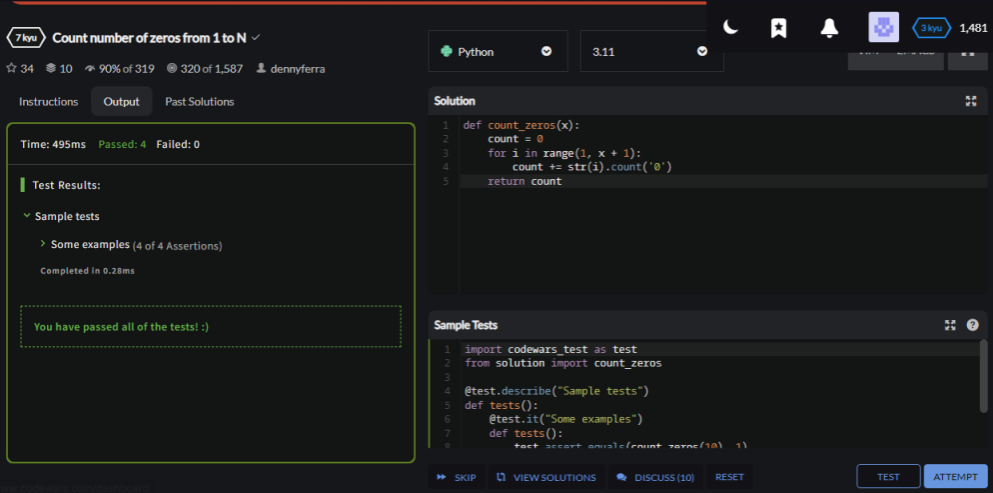 7 kyu Count number of zeros from 1 to N
34 10 90% of 319 320 of 1,587 dennyferra
Instructions Output Past Solutions
Time: 495ms Passed: 4 Failed: 0
Test Results:
Sample tests
Some examples (4 of 4 Assertions)
Completed in 0.28ms
You have passed all of the tests! :)
3 kyu 1,481
Python 3.11
Solution
1 def count_zeros(x):
2 count = 0
3 for i in range(1, x + 1):
4 count += str(i).count('0')
5 return count
Sample Tests
1 import codewars_test as test
2 from solution import count_zeros
3
4 @test.describe("Sample tests")
5 def tests():
6 @test.it("Some examples")
7 def tests():
8 test.assert_equals(count_zeros(10), 1)
SKIP VIEW SOLUTIONS DISCUSS (10) RESET TEST ATTEMPT